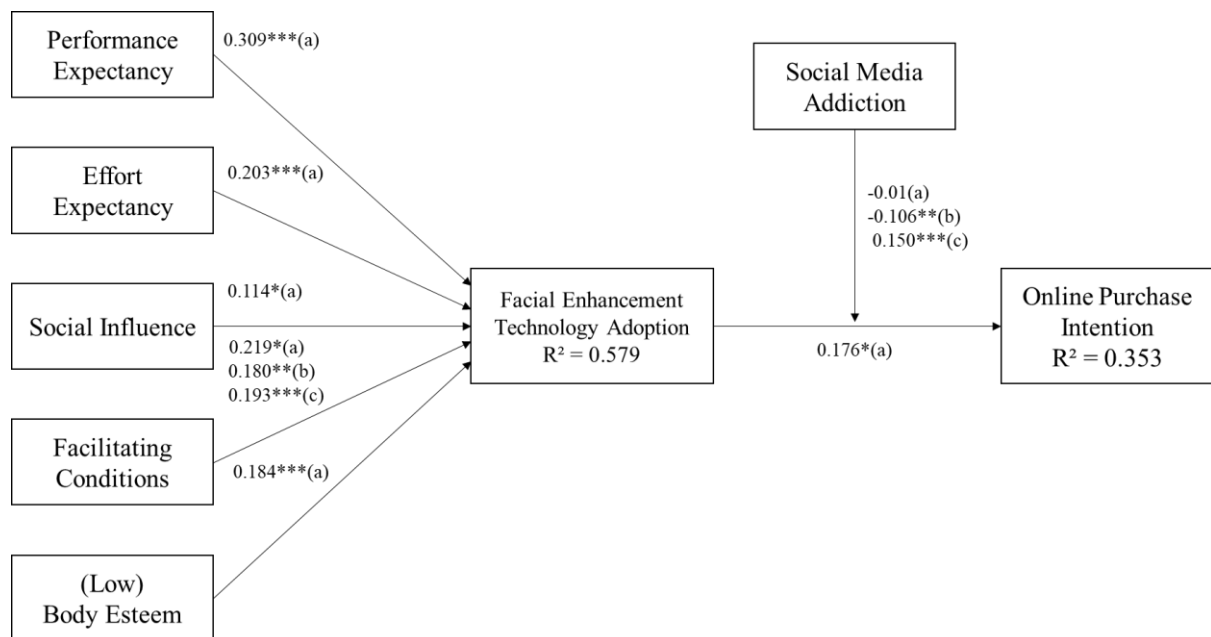 Performance
Expectancy
0.309***(a)
Social Media
Addiction
Effort
Expectancy
0.203***(a)
-0.01(a)
-0.106**(b)
0.150***(c)
Social Influence
0.114*(a)
Facial Enhancement
Technology Adoption
R² = 0.579
0.176*(a)
Online Purchase
Intention
R² = 0.353
0.219*(a)
0.180**(b)
0.193***(c)
Facilitating
Conditions
0.184***(a)
(Low)
Body Esteem